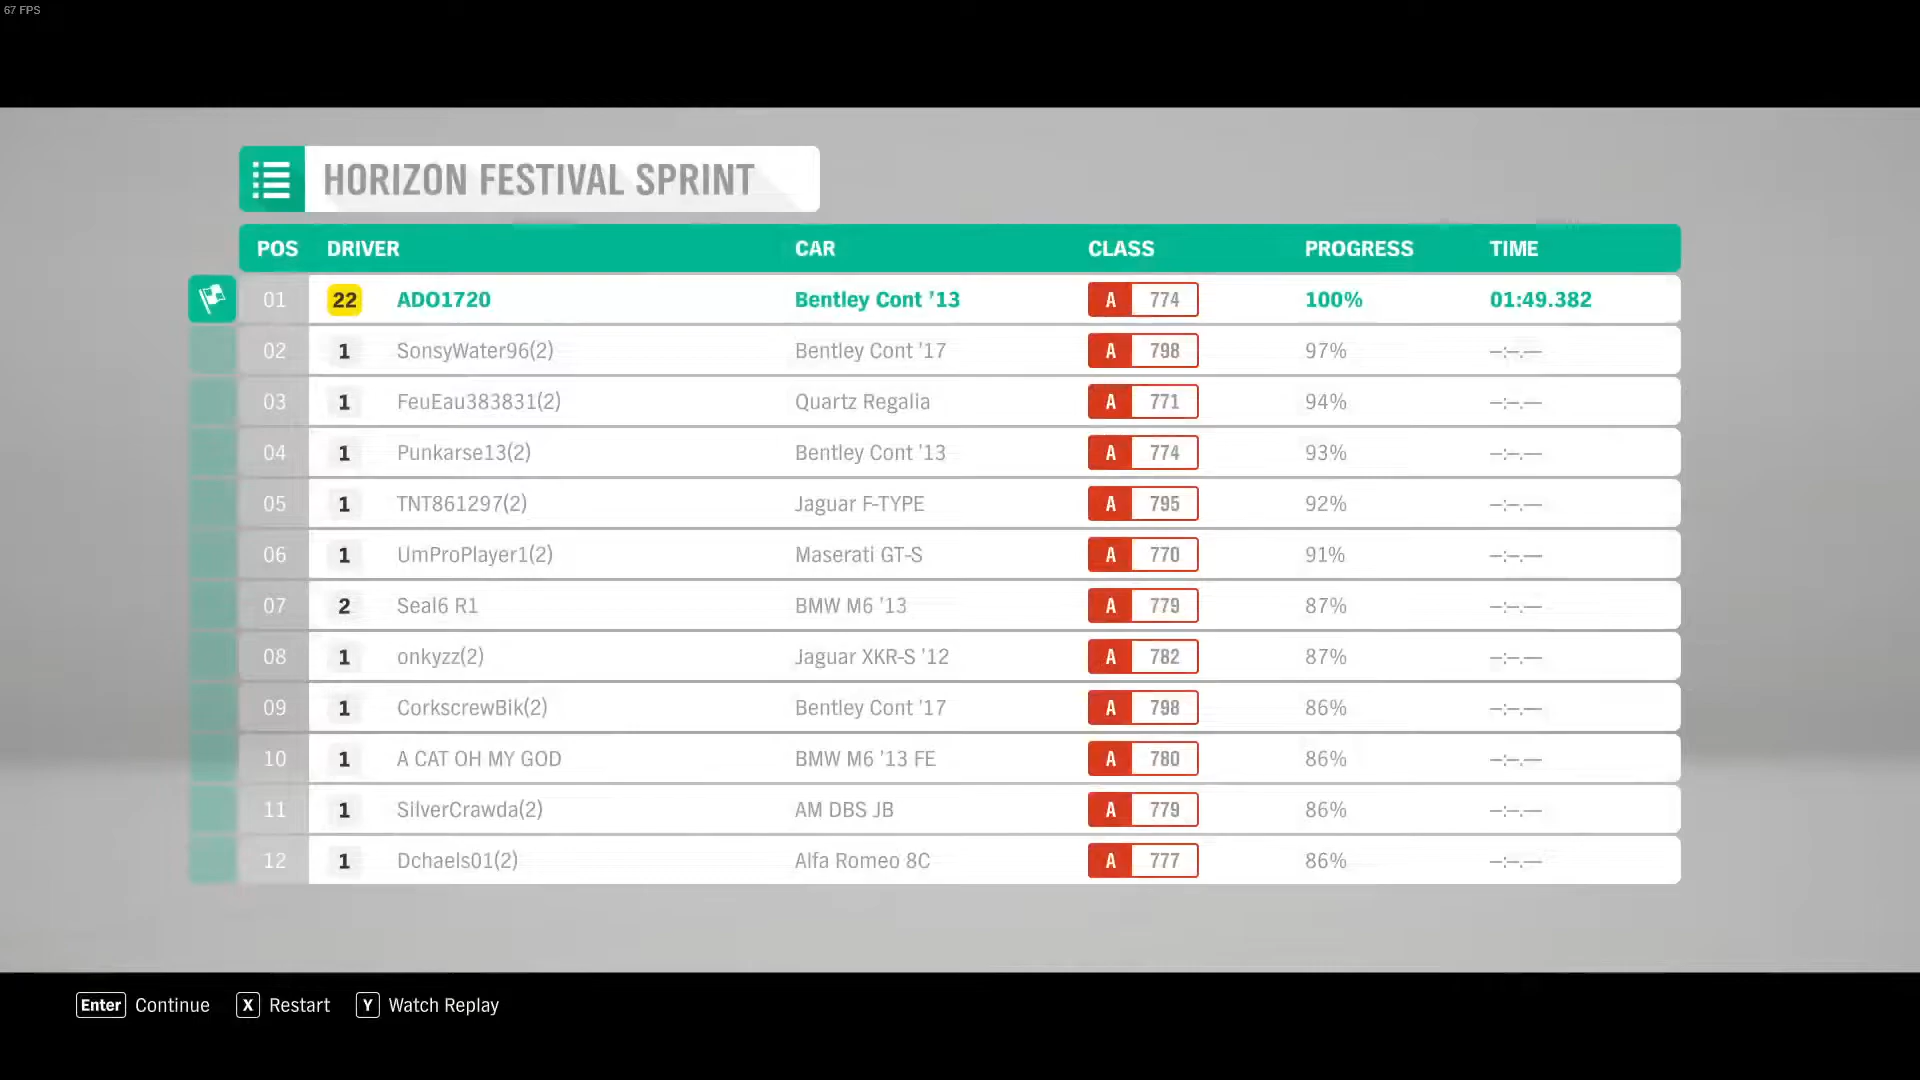 67 FPS
HORIZON FESTIVAL SPRINT
POS DRIVER CAR CLASS PROGRESS TIME
01 22 ADO1720 Bentley Cont ’13 A 774 100% 01:49.382
02 1 SonsyWater96(2) Bentley Cont ’17 A 798 97% –:–.––
03 1 FeuEau383831(2) Quartz Regalia A 771 94% –:–.––
04 1 Punkarse13(2) Bentley Cont ’13 A 774 93% –:–.––
05 1 TNT861297(2) Jaguar F-TYPE A 795 92% –:–.––
06 1 UmProPlayer1(2) Maserati GT-S A 770 91% –:–.––
07 2 Seal6 R1 BMW M6 ’13 A 779 87% –:–.––
08 1 onkyzz(2) Jaguar XKR-S ’12 A 782 87% –:–.––
09 1 CorkscrewBik(2) Bentley Cont ’17 A 798 86% –:–.––
10 1 A CAT OH MY GOD BMW M6 ’13 FE A 780 86% –:–.––
11 1 SilverCrawda(2) AM DBS JB A 779 86% –:–.––
12 1 Dchaels01(2) Alfa Romeo 8C A 777 86% –:–.––
Enter Continue X Restart Y Watch Replay